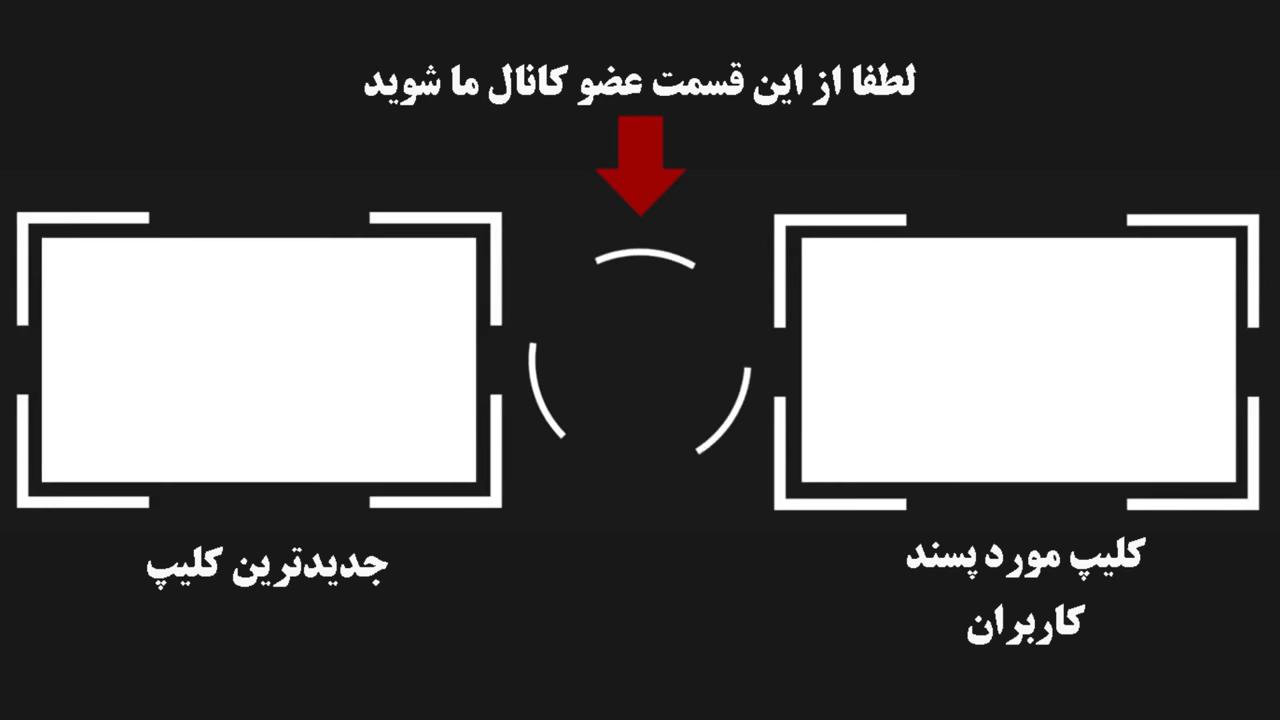 لطفا از این قسمت عضو کانال ما شوید
کلیپ مورد پسند
کاربران
جدیدترین کلیپ